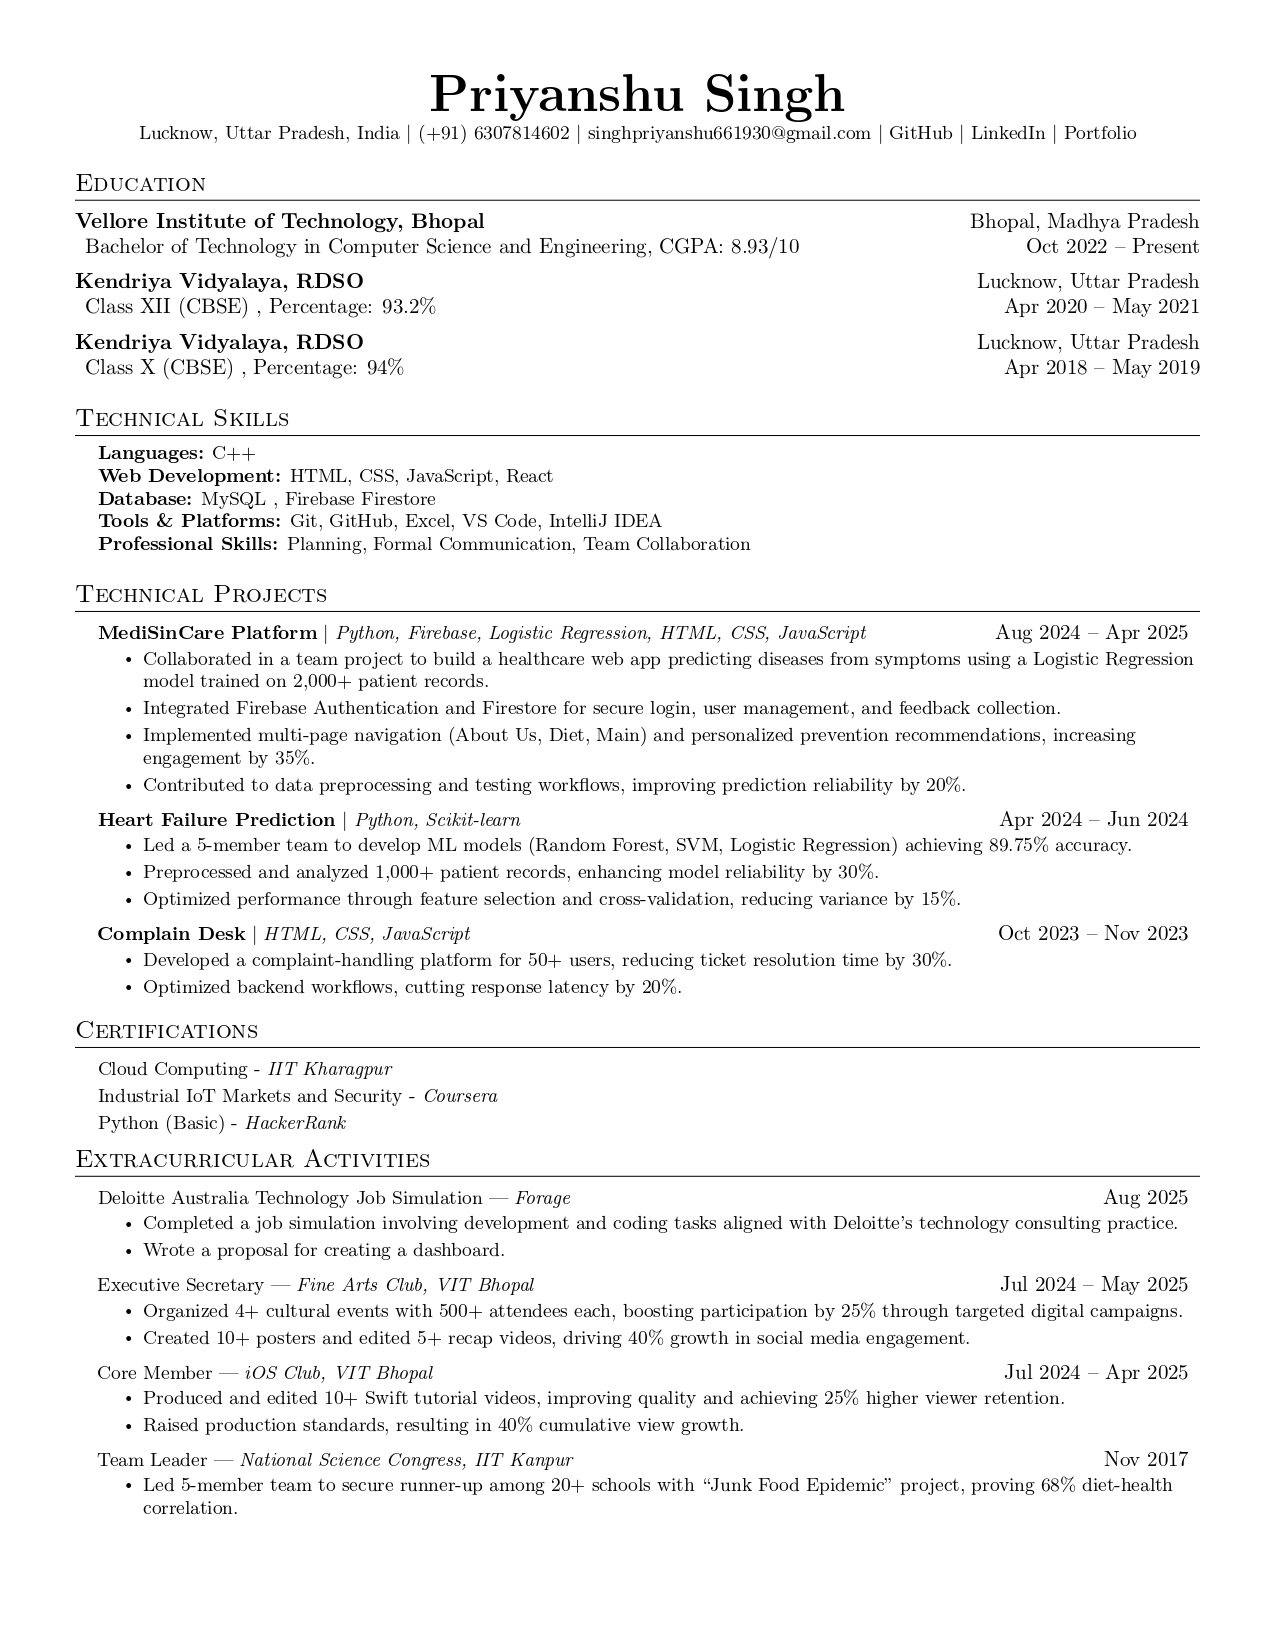 Priyanshu Singh
Lucknow, Uttar Pradesh, India | (+91) 6307814602 | singhpriyanshu661930@gmail.com | GitHub | LinkedIn | Portfolio
Education
Vellore Institute of Technology, Bhopal Bhopal, Madhya Pradesh
Bachelor of Technology in Computer Science and Engineering, CGPA: 8.93/10 Oct 2022 – Present
Kendriya Vidyalaya, RDSO Lucknow, Uttar Pradesh
Class XII (CBSE) , Percentage: 93.2% Apr 2020 – May 2021
Kendriya Vidyalaya, RDSO Lucknow, Uttar Pradesh
Class X (CBSE) , Percentage: 94% Apr 2018 – May 2019
Technical Skills
Languages: C++
Web Development: HTML, CSS, JavaScript, React
Database: MySQL , Firebase Firestore
Tools & Platforms: Git, GitHub, Excel, VS Code, IntelliJ IDEA
Professional Skills: Planning, Formal Communication, Team Collaboration
Technical Projects
MediSinCare Platform | Python, Firebase, Logistic Regression, HTML, CSS, JavaScript Aug 2024 – Apr 2025
• Collaborated in a team project to build a healthcare web app predicting diseases from symptoms using a Logistic Regression
model trained on 2,000+ patient records.
• Integrated Firebase Authentication and Firestore for secure login, user management, and feedback collection.
• Implemented multi-page navigation (About Us, Diet, Main) and personalized prevention recommendations, increasing
engagement by 35%.
• Contributed to data preprocessing and testing workflows, improving prediction reliability by 20%.
Heart Failure Prediction | Python, Scikit-learn Apr 2024 – Jun 2024
• Led a 5-member team to develop ML models (Random Forest, SVM, Logistic Regression) achieving 89.75% accuracy.
• Preprocessed and analyzed 1,000+ patient records, enhancing model reliability by 30%.
• Optimized performance through feature selection and cross-validation, reducing variance by 15%.
Complain Desk | HTML, CSS, JavaScript Oct 2023 – Nov 2023
• Developed a complaint-handling platform for 50+ users, reducing ticket resolution time by 30%.
• Optimized backend workflows, cutting response latency by 20%.
Certifications
Cloud Computing - IIT Kharagpur
Industrial IoT Markets and Security - Coursera
Python (Basic) - HackerRank
Extracurricular Activities
Deloitte Australia Technology Job Simulation — Forage Aug 2025
• Completed a job simulation involving development and coding tasks aligned with Deloitte's technology consulting practice.
• Wrote a proposal for creating a dashboard.
Executive Secretary — Fine Arts Club, VIT Bhopal Jul 2024 – May 2025
• Organized 4+ cultural events with 500+ attendees each, boosting participation by 25% through targeted digital campaigns.
• Created 10+ posters and edited 5+ recap videos, driving 40% growth in social media engagement.
Core Member — iOS Club, VIT Bhopal Jul 2024 – Apr 2025
• Produced and edited 10+ Swift tutorial videos, improving quality and achieving 25% higher viewer retention.
• Raised production standards, resulting in 40% cumulative view growth.
Team Leader — National Science Congress, IIT Kanpur Nov 2017
• Led 5-member team to secure runner-up among 20+ schools with “Junk Food Epidemic” project, proving 68% diet-health
correlation.